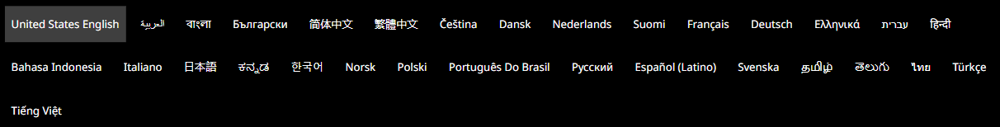 United States English العربية বাংলা Български 简体中文 繁體中文 Čeština Dansk Nederlands Suomi Français Deutsch Ελληνικά עברית हिन्दी
Bahasa Indonesia Italiano 日本語 ಕನ್ನಡ 한국어 Norsk Polski Português Do Brasil Русский Español (Latino) Svenska தமிழ் తెలుగు ไทย Türkçe
Tiếng Việt